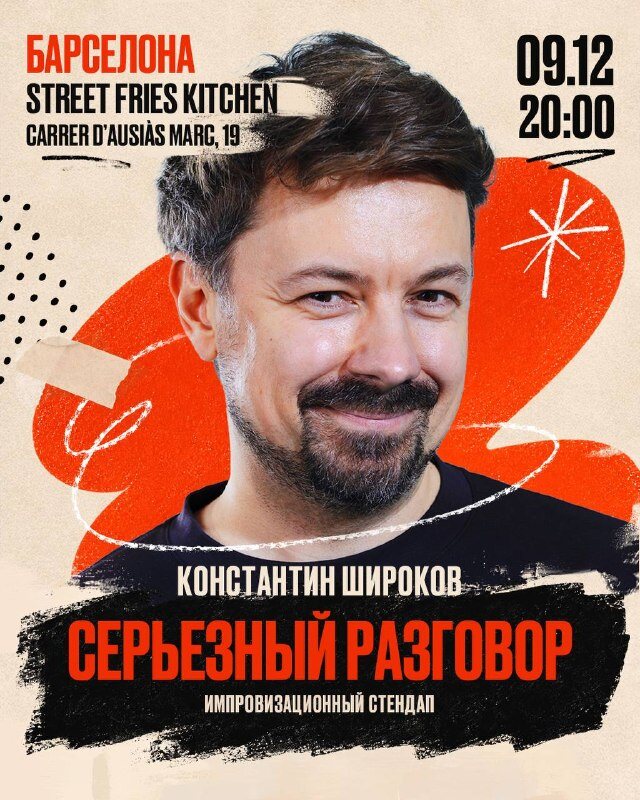 БАРСЕЛОНА
STREET FRIES KITCHEN
CARRER D'AUSIÀS MARC, 19
09.12
20:00
КОНСТАНТИН ШИРОКОВ
СЕРЬЕЗНЫЙ РАЗГОВОР
ИМПРОВИЗАЦИОННЫЙ СТЕНДАП